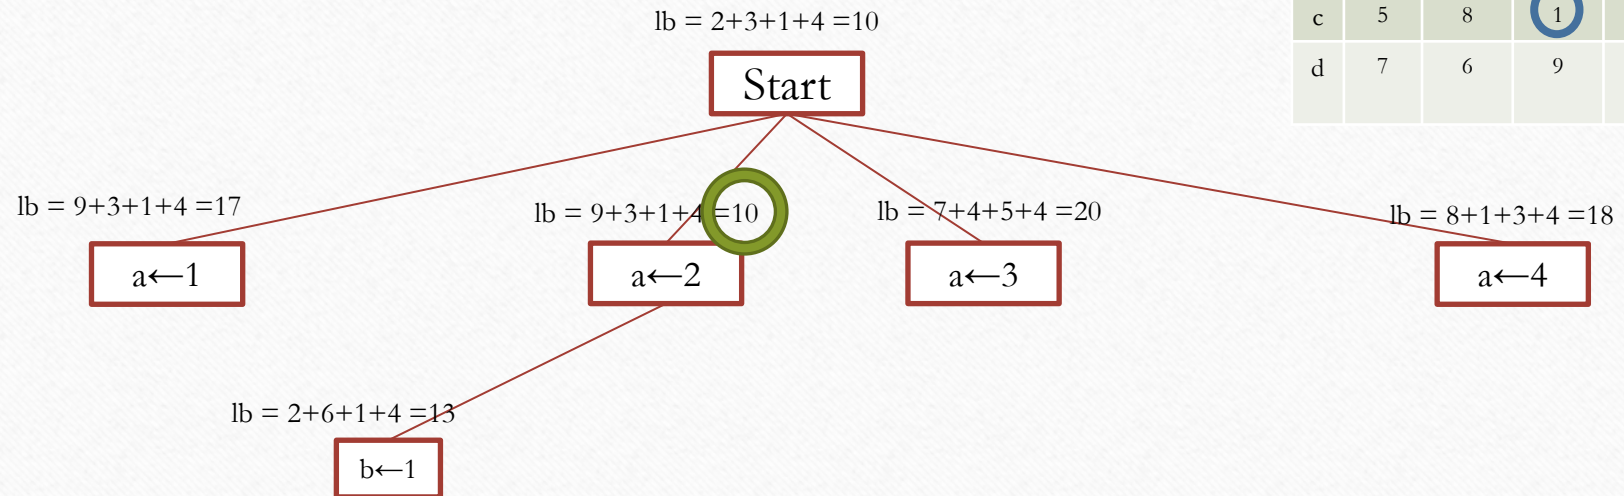 lb = 2+3+1+4 =10
c 5 8 1
d 7 6 9
Start
lb = 9+3+1+4 =17
lb = 9+3+1+4 =10
lb = 7+4+5+4 =20
lb = 8+1+3+4 =18
a←1
a←2
a←3
a←4
lb = 2+6+1+4 =13
b←1